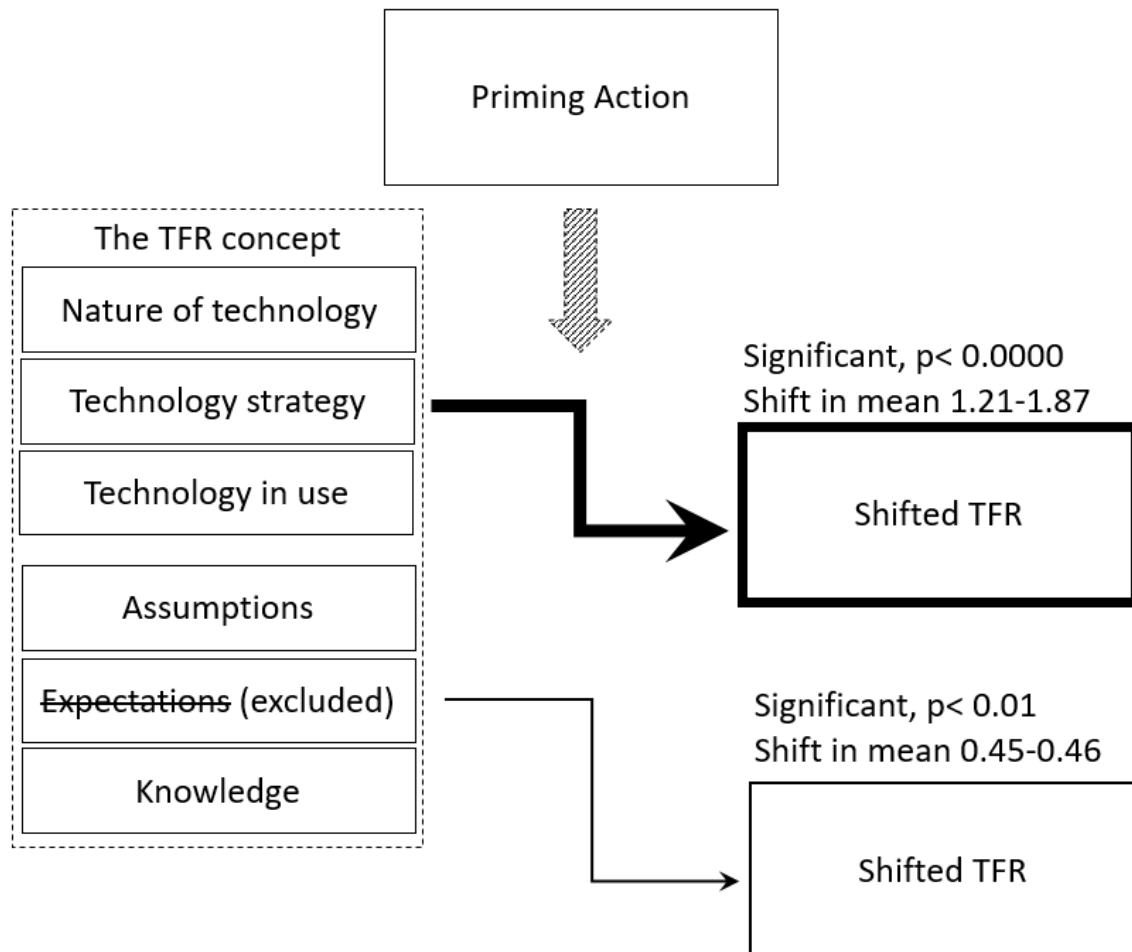 Priming Action
The TFR concept
Nature of technology
Technology strategy
Technology in use
Assumptions
Expectations (excluded)
Knowledge
Significant, p< 0.0000
Shift in mean 1.21-1.87
Shifted TFR
Significant, p< 0.01
Shift in mean 0.45-0.46
Shifted TFR